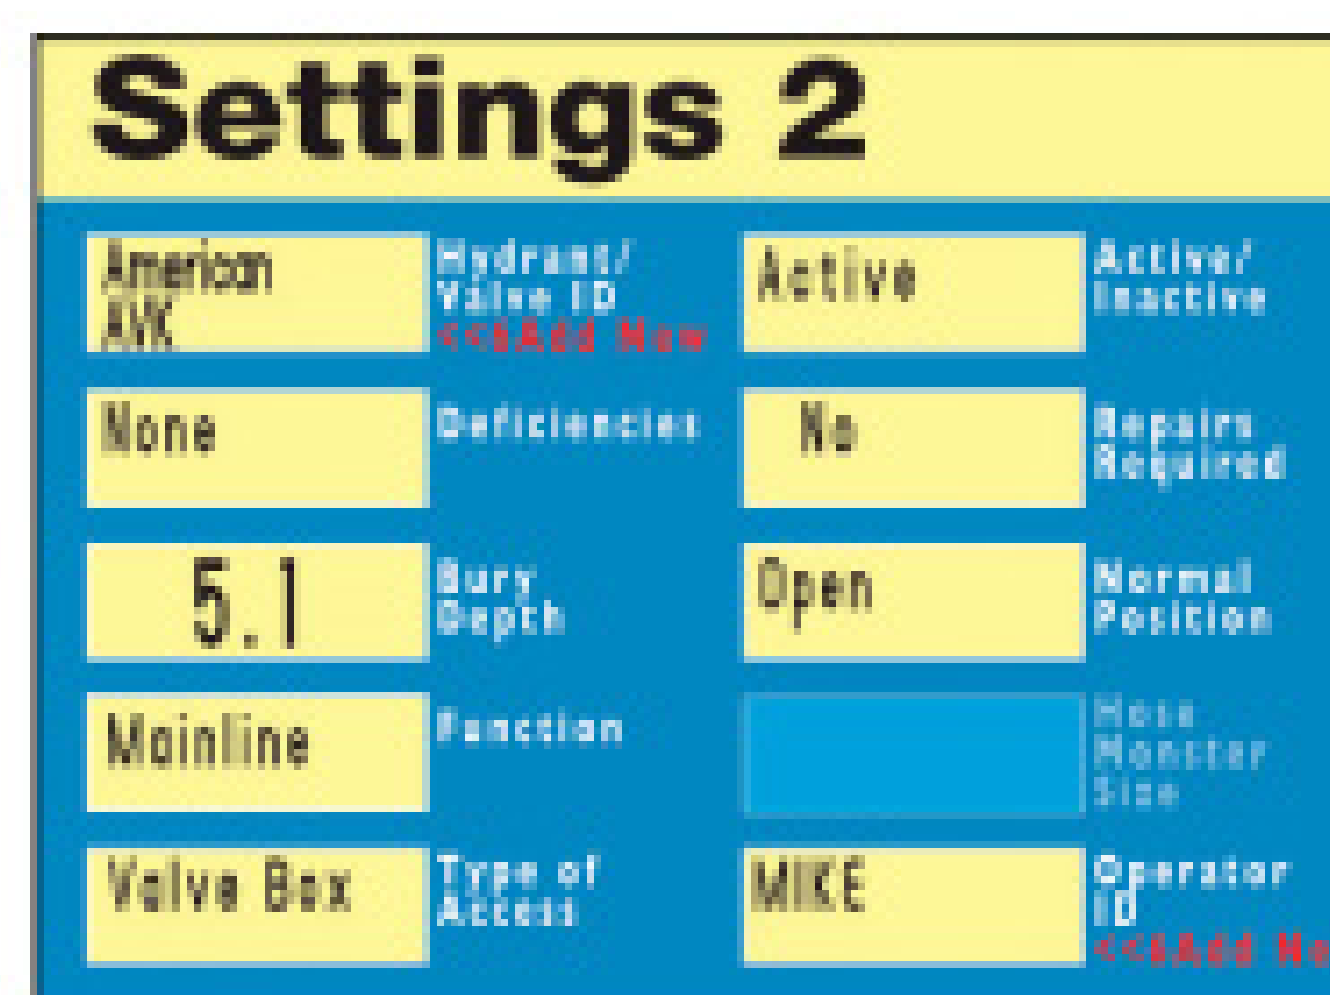 Settings 2
American
AVK
Hydrant/
Valve ID
Add New
Active
Active/
Inactive
None
Deficiencies
No
Repairs
Required
5.1
Bury
Depth
Open
Normal
Position
Mainline
Function
Hose
Monster
Size
Valve Box
Type of
Access
MIKE
Operator
ID